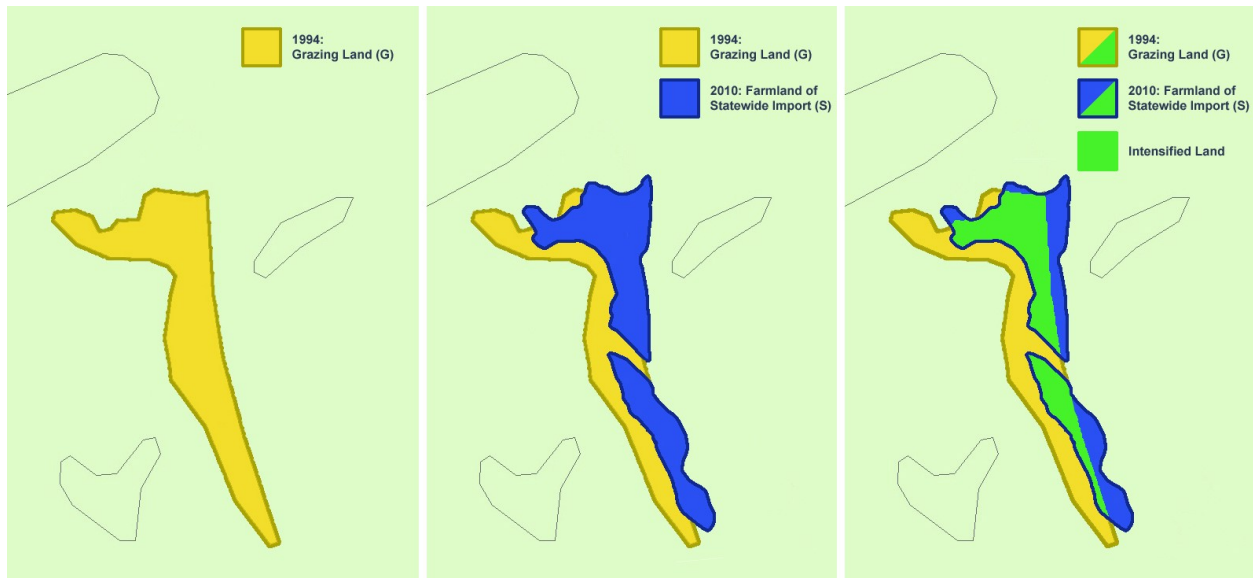 1994:
Grazing Land (G)
1994:
Grazing Land (G)
2010: Farmland of
Statewide Import (S)
1994:
Grazing Land (G)
2010: Farmland of
Statewide Import (S)
Intensified Land